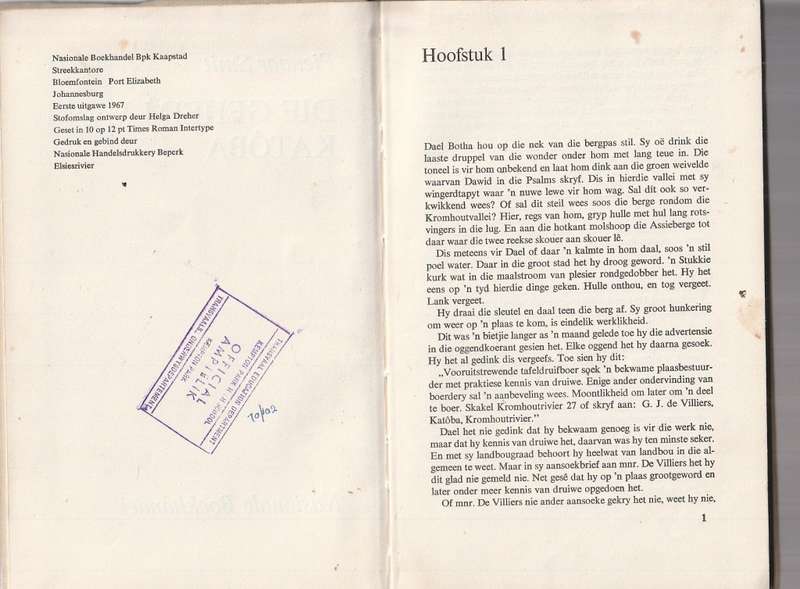 Nasionale Boekhandel Bpk Kaapstad
Streekkantore
Bloemfontein Port Elizabeth
Johannesburg
Eerste uitgawe 1967
Stofomslag ontwerp deur Helga Dreher
Geset in 10 op 12 pt Times Roman Intertype
Gedruk en gebind deur
Nasionale Handelsdrukkery Beperk
Elsiesrivier
TRANSVAALSE ONDERWYSDEPARTEMENT
KEMPTON PARK
AMPTELIK
OFFICIAL
KEMPTON PARK H. H. SCHOOL
TRANSVAAL EDUCATION DEPARTMENT
Hoofstuk 1
Dael Botha hou op die nek van die bergpas stil. Sy oë drink die
laaste druppel van die wonder onder hom met lang teue in. Die
toneel is vir hom onbekend en laat hom dink aan die groen weivelde
waarvan Dawid in die Psalms skryf. Dis in hierdie vallei met sy
wingerdtapyt waar 'n nuwe lewe vir hom wag. Sal dit ook so ver-
kwikkend wees? Of sal dit steil wees soos die berge rondom die
Kromhoutvallei? Hier, regs van hom, gryp hulle met hul lang rots-
vingers in die lug. En aan die hotkant molshoop die Assieberge tot
daar waar die twee reekse skouer aan skouer lê.
Dis meteens vir Dael of daar 'n kalmte in hom daal, soos 'n stil
poel water. Daar in die groot stad het hy droog geword. 'n Stukkie
kurk wat in die maalstroom van plesier rondgedobber het. Hy het
eens op 'n tyd hierdie dinge geken. Hulle onthou, en tog vergeet.
Lank vergeet.
Hy draai die sleutel en daal teen die berg af. Sy groot hunkering
om weer op 'n plaas te kom, is eindelik werklikheid.
Dit was 'n bietjie langer as 'n maand gelede toe hy die advertensie
in die oggendkoerant gesien het. Elke oggend het hy daarna gesoek.
Hy het al gedink dis vergeefs. Toe sien hy dit:
„Vooruitstrewende tafeldruifboer soek 'n bekwame plaasbestuur-
der met praktiese kennis van druiwe. Enige ander ondervinding van
boerdery sal 'n aanbeveling wees. Moontlikheid om later om 'n deel
te boer. Skakel Kromhoutrivier 27 of skryf aan: G. J. de Villiers,
Katôba, Kromhoutrivier."
Dael het nie gedink dat hy bekwaam genoeg is vir die werk nie,
maar dat hy kennis van druiwe het, daarvan was hy ten minste seker.
En met sy landbougraad behoort hy heelwat van landbou in die al-
gemeen te weet. Maar in sy aansoekbrief aan mnr. De Villiers het hy
dit glad nie gemeld nie. Net gesê dat hy op 'n plaas grootgeword en
later onder meer kennis van druiwe opgedoen het.
Of mnr. De Villiers nie ander aansoeke gekry het nie, weet hy nie,
1